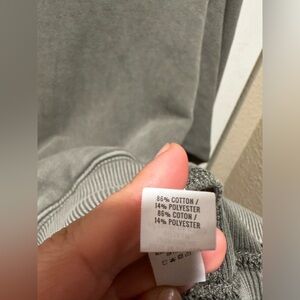 86% COTTON /
14% POLYESTER
86% COTON /
14% POLYESTER